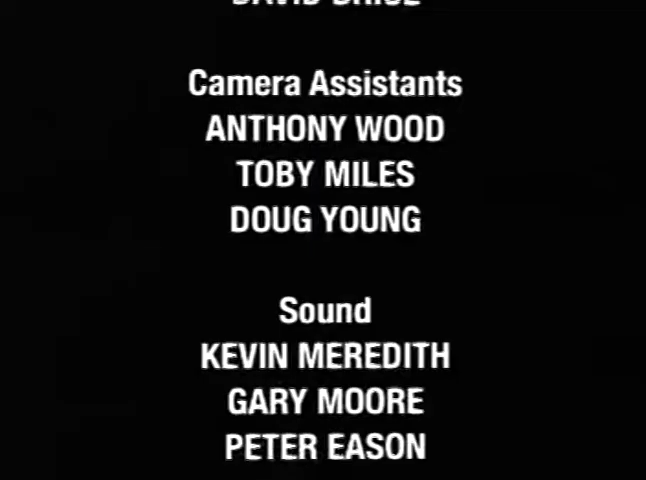 Camera Assistants
ANTHONY WOOD
TOBY MILES
DOUG YOUNG
Sound
KEVIN MEREDITH
GARY MOORE
PETER EASON